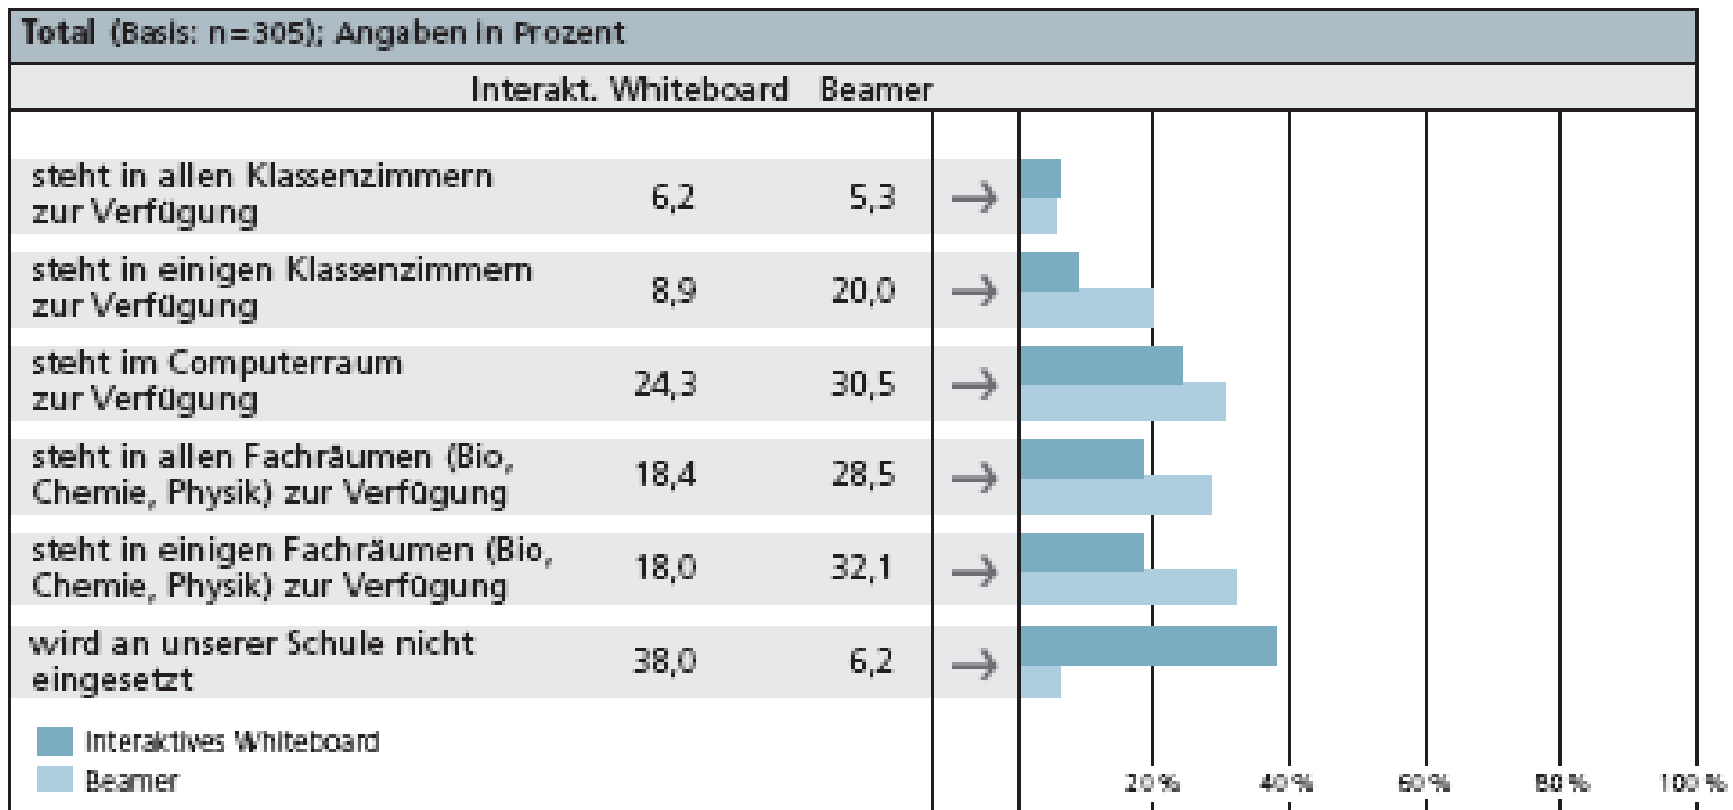 Total (Basis: n=305); Angaben in Prozent
Interakt. Whiteboard Beamer
steht in allen Klassenzimmern
zur Verfügung
6,2 5,3
steht in einigen Klassenzimmern
zur Verfügung
8,9 20,0
steht im Computerraum
zur Verfügung
24,3 30,5
steht in allen Fachräumen (Bio,
Chemie, Physik) zur Verfügung
18,4 28,5
steht in einigen Fachräumen (Bio,
Chemie, Physik) zur Verfügung
18,0 32,1
wird an unserer Schule nicht
eingesetzt
38,0 6,2
Interaktives Whiteboard
Beamer
20% 40% 60% 80% 100%